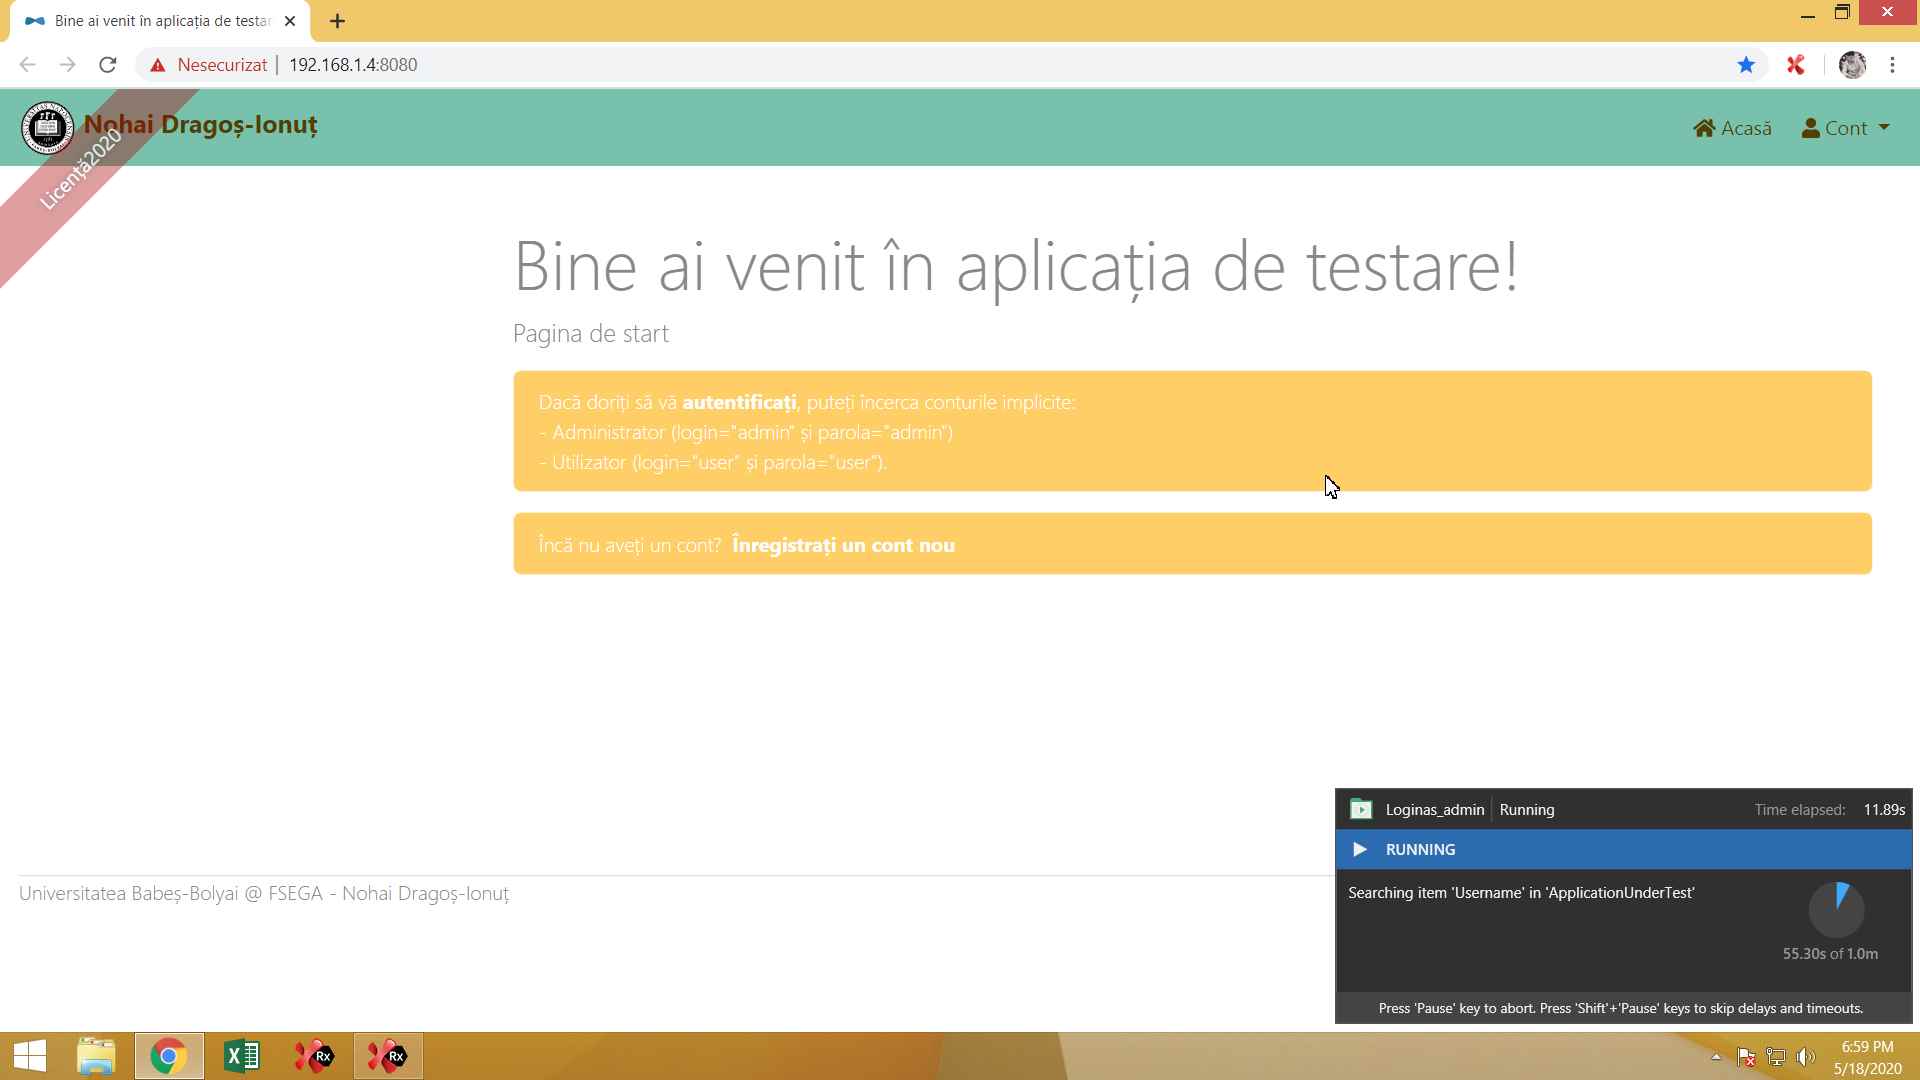 Bine ai venit în aplicația de testar
Nesecurizat
192.168.1.4:8080
Nohai Dragoș-Ionuț
Acasă
Cont
Licență2020
Bine ai venit în aplicația de testare!
Pagina de start
Dacă doriți să vă autentificați, puteți încerca conturile implicite:
- Administrator (login="admin" și parola="admin")
- Utilizator (login="user" și parola="user").
Încă nu aveți un cont? Înregistrați un cont nou
Loginas_admin Running Time elapsed: 11.89s
RUNNING
Searching item 'Username' in 'ApplicationUnderTest'
55.30s of 1.0m
Press 'Pause' key to abort. Press 'Shift'+'Pause' keys to skip delays and timeouts.
Universitatea Babeș-Bolyai @ FSEGA - Nohai Dragoș-Ionuț
Rx
Rx
6:59 PM
5/18/2020